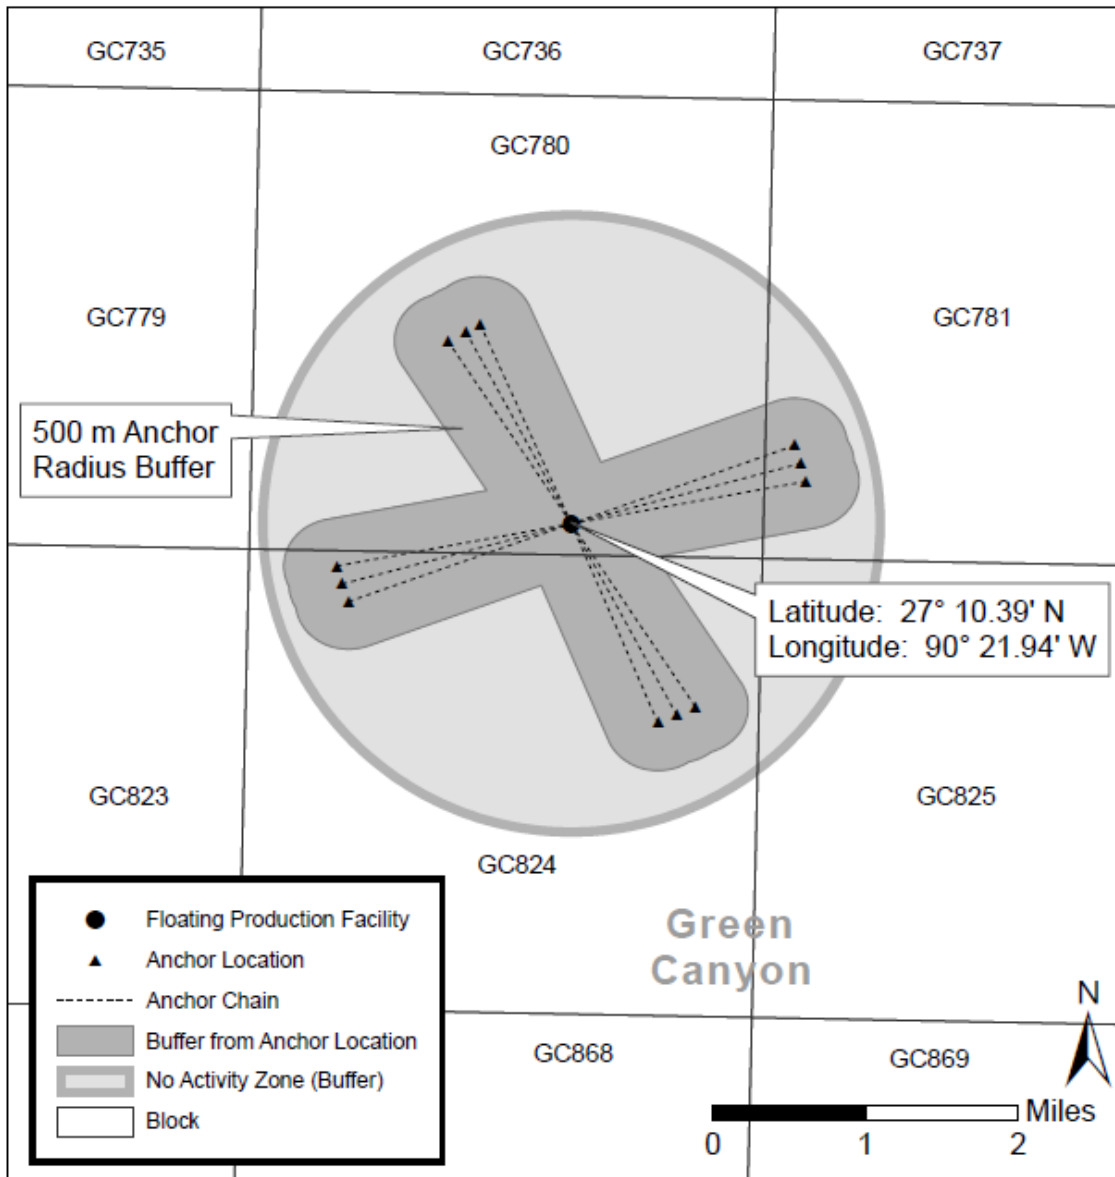 GC735
GC736
GC737
GC780
GC779
GC781
500 m Anchor
Radius Buffer
Latitude:  27° 10.39' N
Longitude:  90° 21.94' W
GC823
GC825
GC824
Green
Canyon
Floating Production Facility
Anchor Location
Anchor Chain
Buffer from Anchor Location
No Activity Zone (Buffer)
Block
GC868
GC869
N
Miles
0 1 2